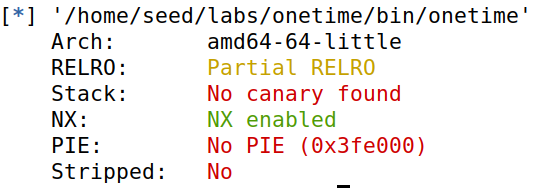 [*] '/home/seed/labs/onetime/bin/onetime'
Arch: amd64-64-little
RELRO: Partial RELRO
Stack: No canary found
NX: NX enabled
PIE: No PIE (0x3fe000)
Stripped: No